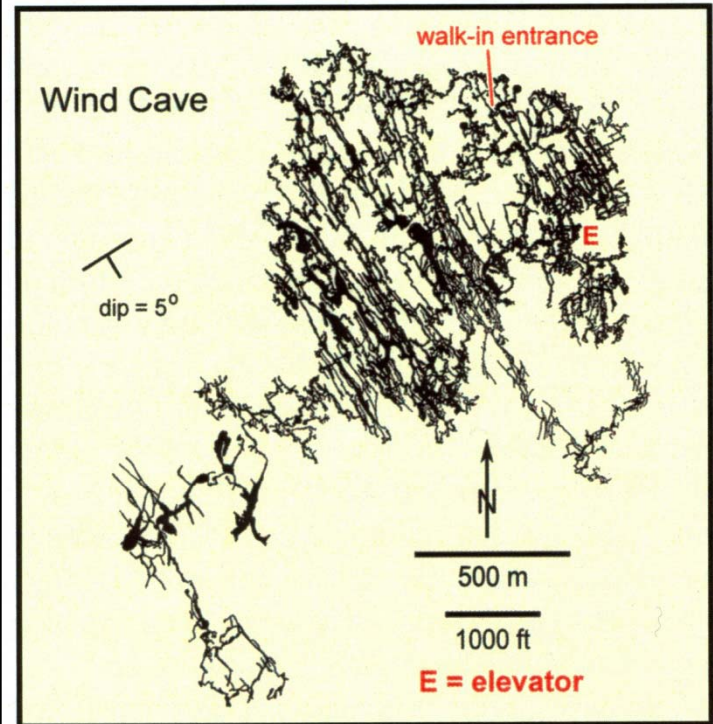 walk-in entrance
Wind Cave
E
dip = 5°
N
500 m
1000 ft
E = elevator